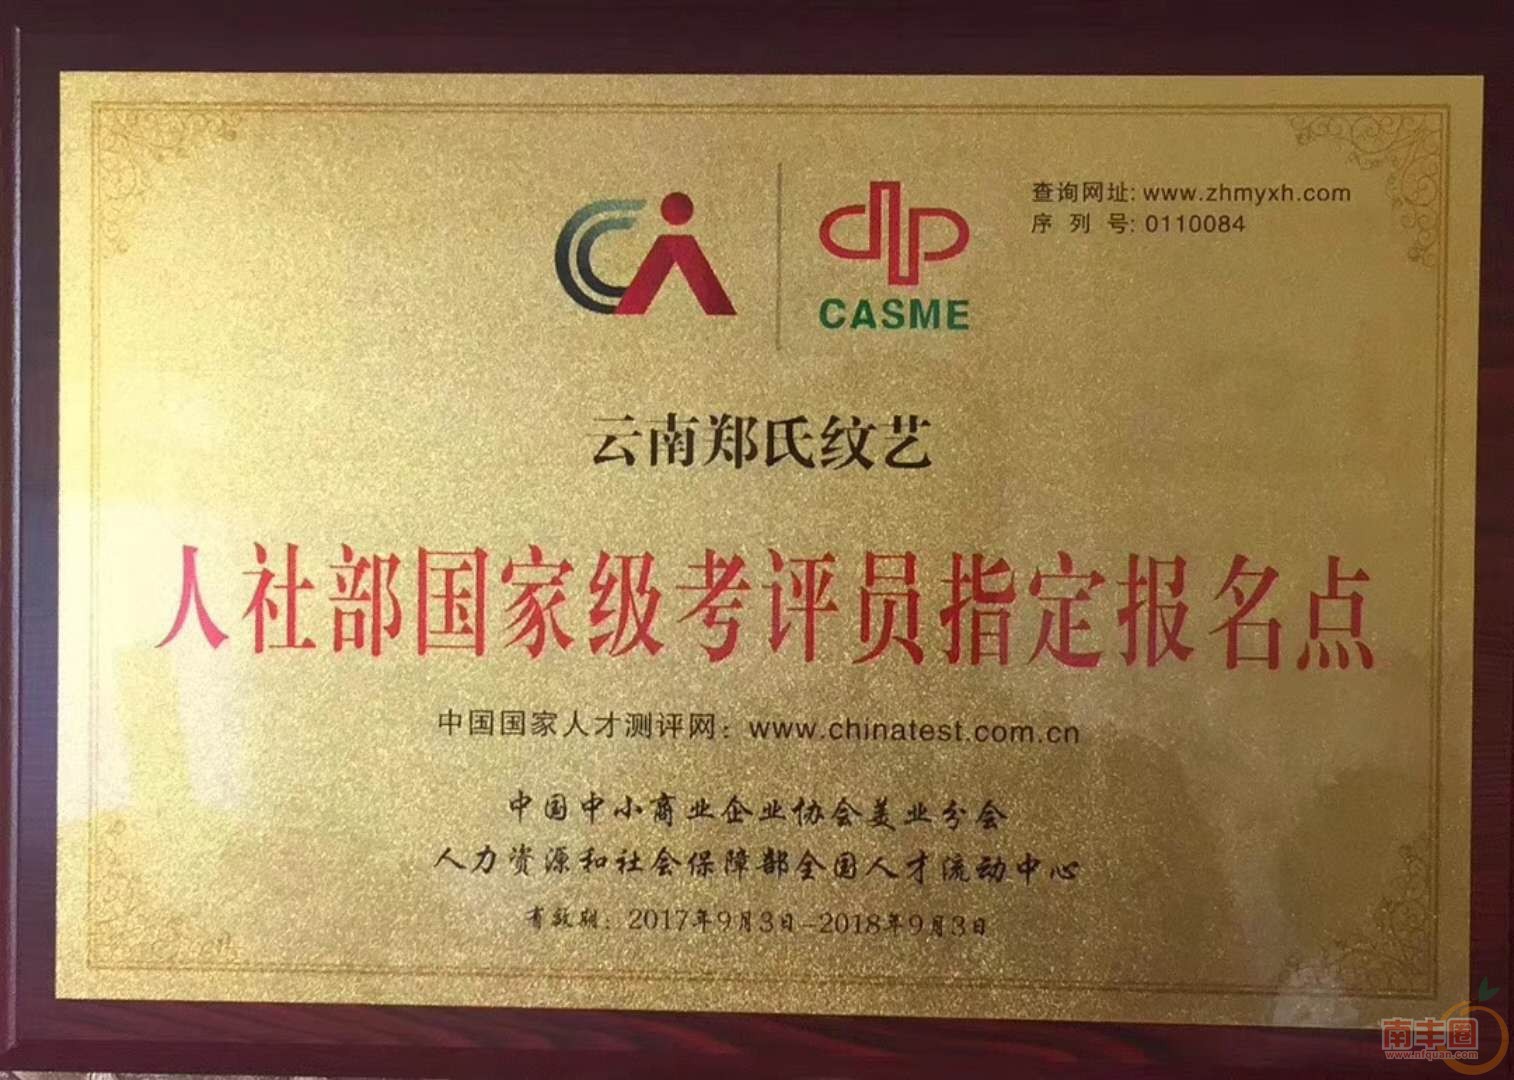 查询网址: www.zhmyxh.com
序 列 号: 0110084
CASME
云南郑氏纹艺
人社部国家级考评员指定报名点
中国国家人才测评网: www.chinatest.com.cn
中国中小商业企业协会美业分会
人力资源和社会保障部全国人才流动中心
有效期: 2017年9月3日-2018年9月3日
南丰圈
www.nfquan.com